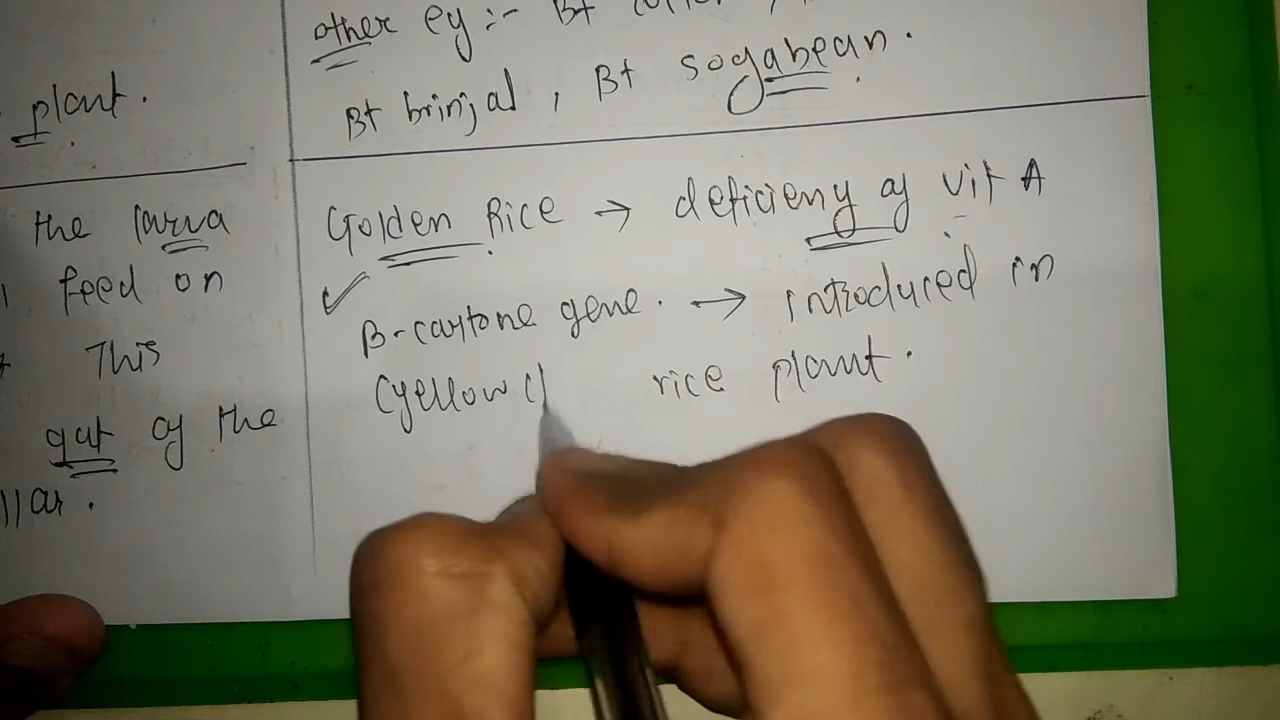 plant.
the larva
feed on
This
gut of the
llar.
other eg :- Bt
Bt brinjal , Bt soyabean.
Golden Rice → deficieny of vit A
✓ B-cartone gene. → introduced in
(yellow cl rice plant.